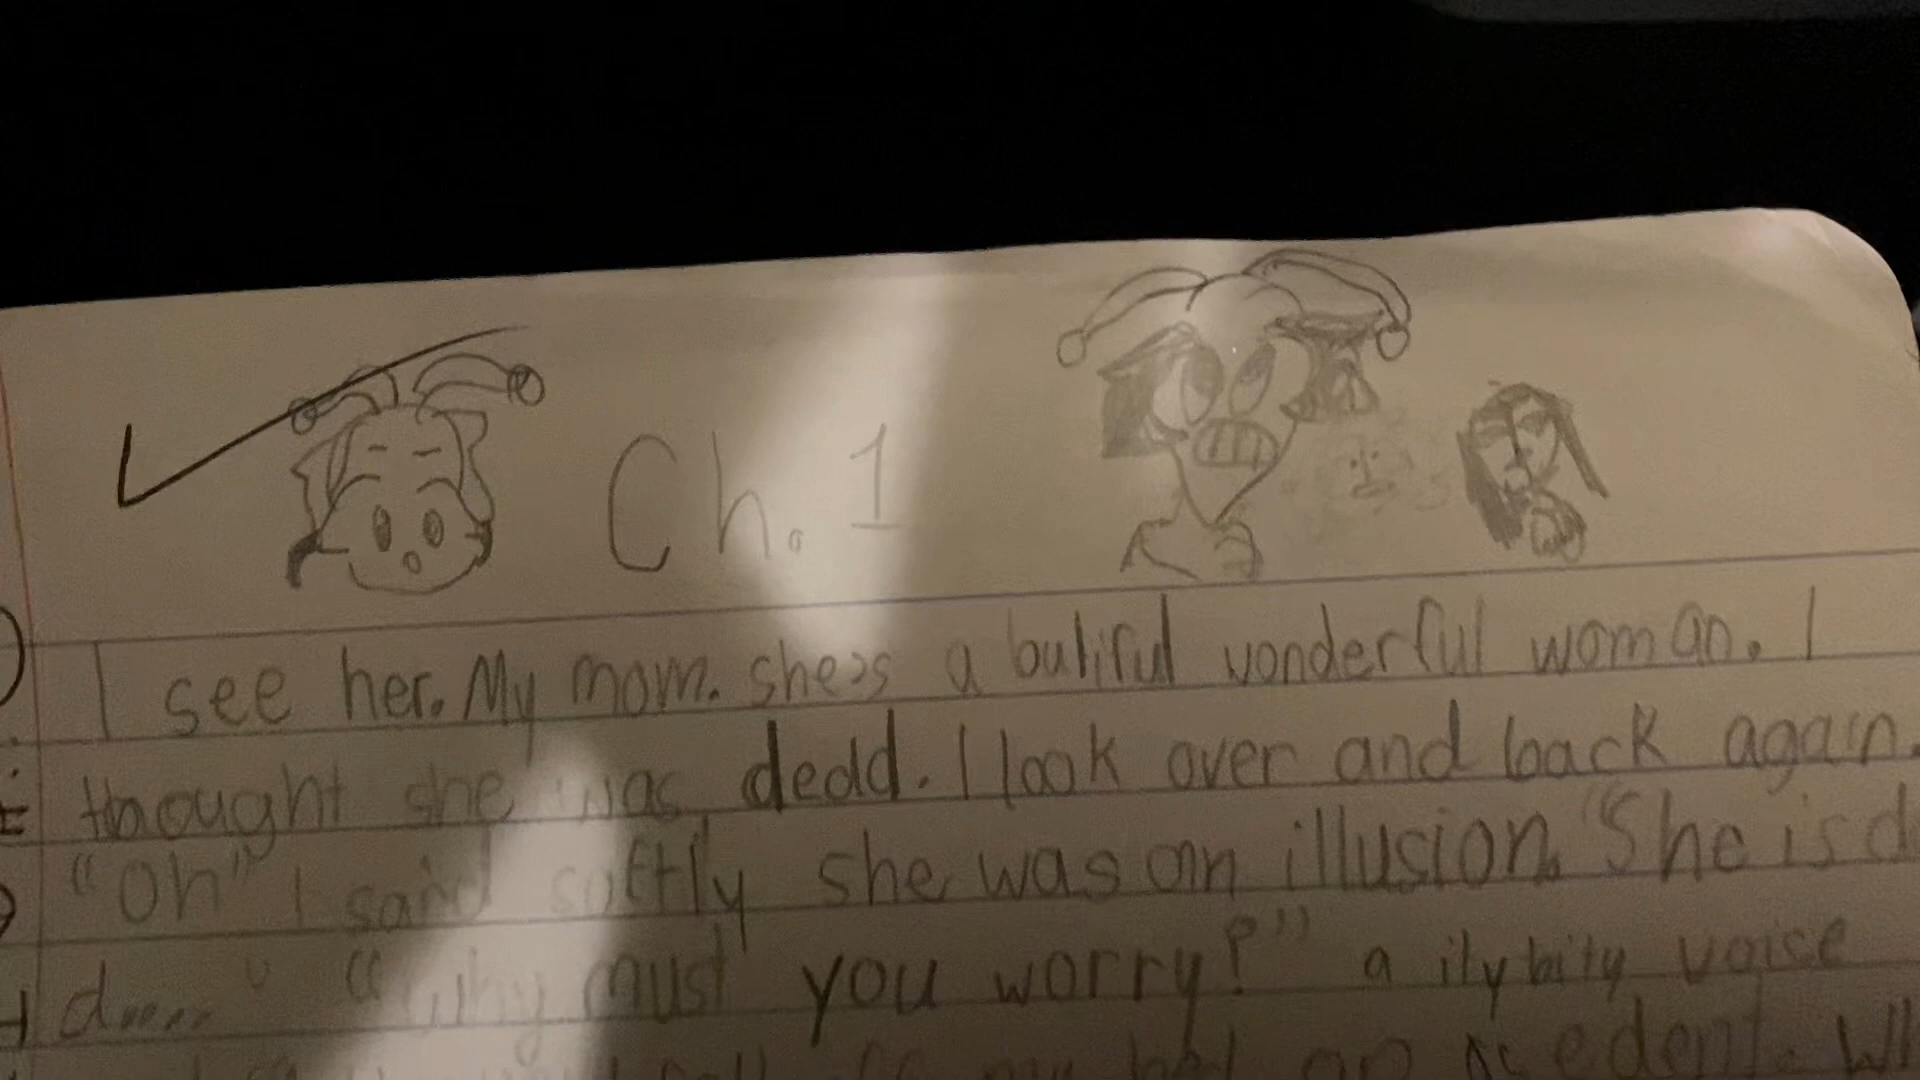 Ch. 1
I see her. My mom. she's a butiful wonderful woman. I
thought she was dedd. I look over and back again.
"Oh" I said softly she was an illusion. "She is d
d....." "Why must you worry?" a ity bity voice